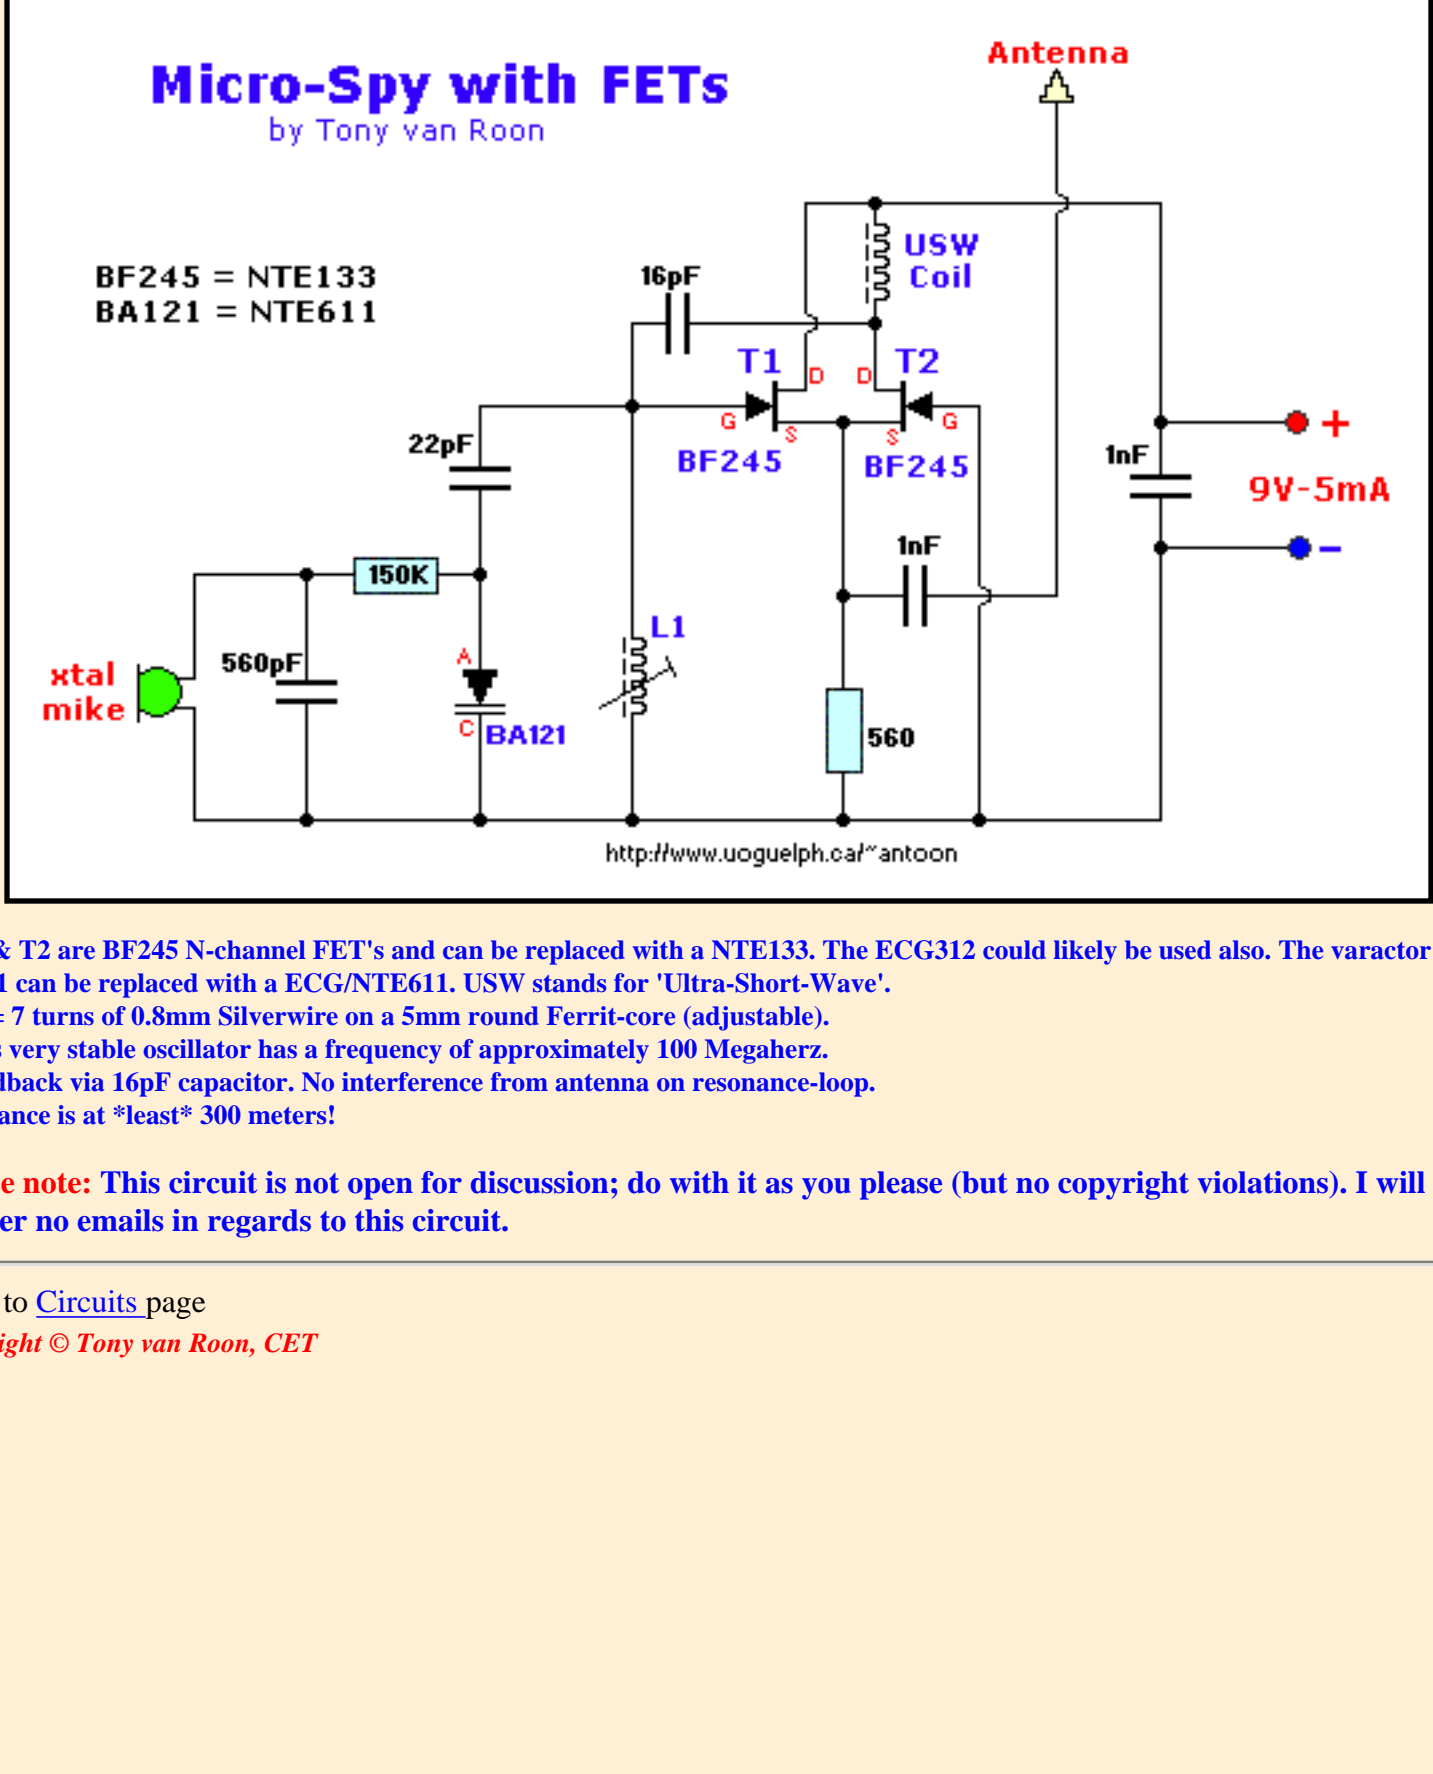 Antenna
Micro-Spy with FETs
by Tony van Roon
USW
Coil
BF245 = NTE133
BA121 = NTE611
16pF
T1
T2
D
D
G
S
S
G
BF245
BF245
22pF
1nF
+
9V-5mA
-
1nF
150K
L1
A
560pF
xtal
mike
C
BA121
560
http://www.uoguelph.ca/~antoon
& T2 are BF245 N-channel FET's and can be replaced with a NTE133. The ECG312 could likely be used also. The varactor
1 can be replaced with a ECG/NTE611. USW stands for 'Ultra-Short-Wave'.
= 7 turns of 0.8mm Silverwire on a 5mm round Ferrit-core (adjustable).
s very stable oscillator has a frequency of approximately 100 Megaherz.
dback via 16pF capacitor. No interference from antenna on resonance-loop.
ance is at *least* 300 meters!
e note: This circuit is not open for discussion; do with it as you please (but no copyright violations). I will
er no emails in regards to this circuit.
to Circuits page
ight © Tony van Roon, CET